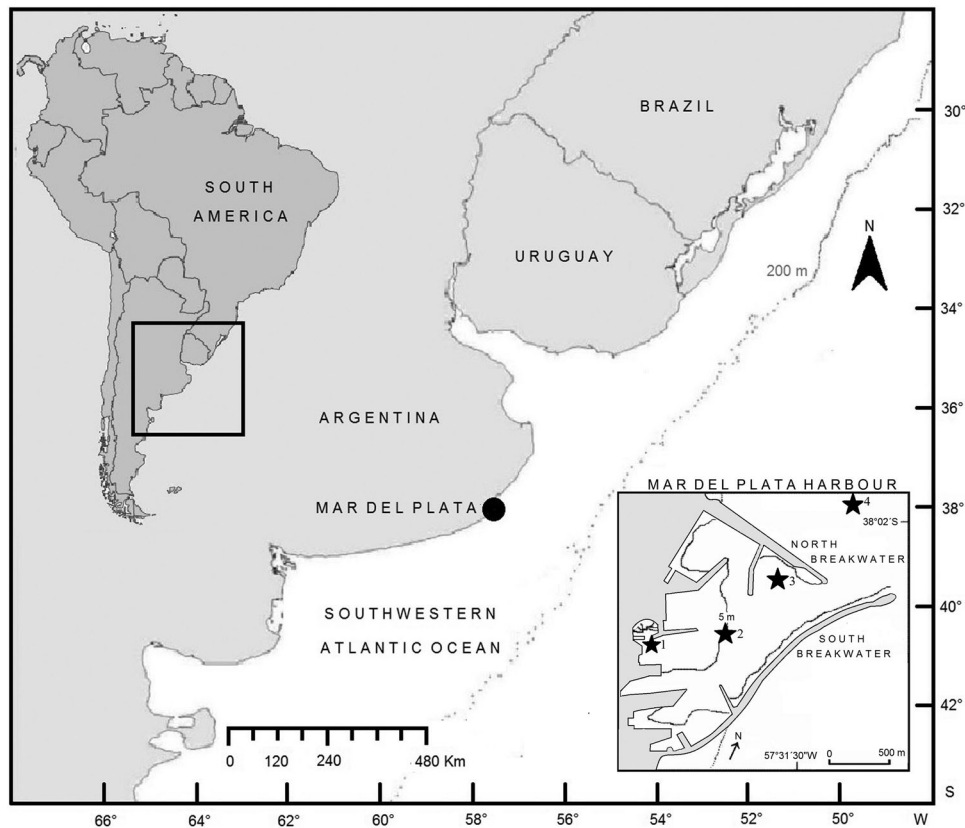 BRAZIL
30°
SOUTH
AMERICA
32°
N
URUGUAY
200 m
34°
36°
ARGENTINA
MAR DEL PLATA HARBOUR
MAR DEL PLATA
38°
4
38°02´S
NORTH
BREAKWATER
3
SOUTHWESTERN
ATLANTIC OCEAN
40°
5 m
2
1
SOUTH
BREAKWATER
42°
N
57°31´30"W
0 500 m
0 120 240 480 Km
S
66° 64° 62° 60° 58° 56° 54° 52° 50° W